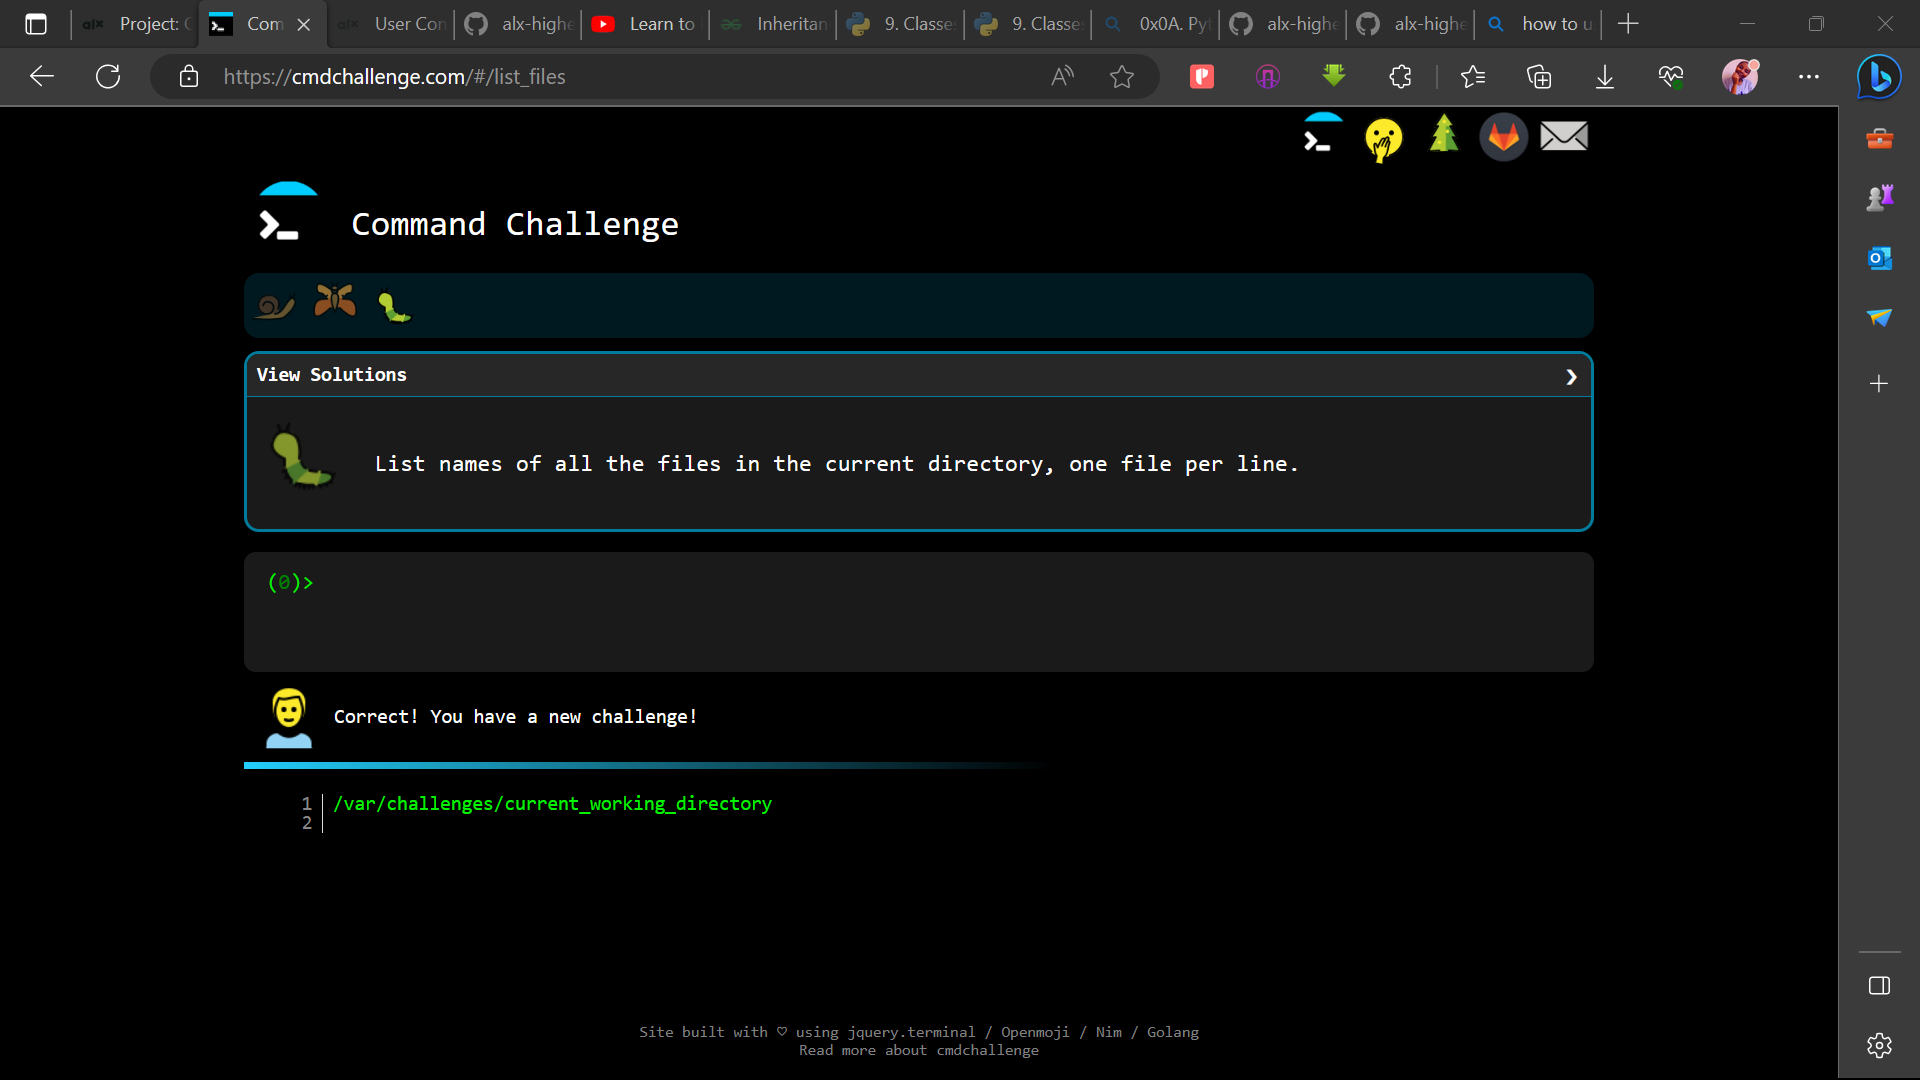 Project: C
Com
User Con
alx-highe
Learn to
Inheritan
9. Classe
9. Classe
0x0A. Pyt
alx-highe
alx-highe
how to u
https://cmdchallenge.com/#/list_files
Command Challenge
View Solutions
List names of all the files in the current directory, one file per line.
(0)>
Correct! You have a new challenge!
1 /var/challenges/current_working_directory
2
Site built with ♡ using jquery.terminal / Openmoji / Nim / Golang
Read more about cmdchallenge